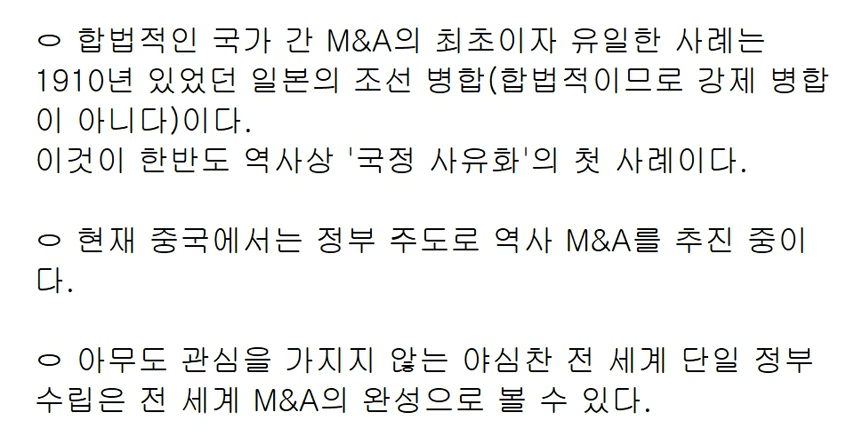 ㅇ 합법적인 국가 간 M&A의 최초이자 유일한 사례는
1910년 있었던 일본의 조선 병합(합법적이므로 강제 병합
이 아니다)이다.
이것이 한반도 역사상 '국정 사유화'의 첫 사례이다.
ㅇ 현재 중국에서는 정부 주도로 역사 M&A를 추진 중이
다.
ㅇ 아무도 관심을 가지지 않는 야심찬 전 세계 단일 정부
수립은 전 세계 M&A의 완성으로 볼 수 있다.